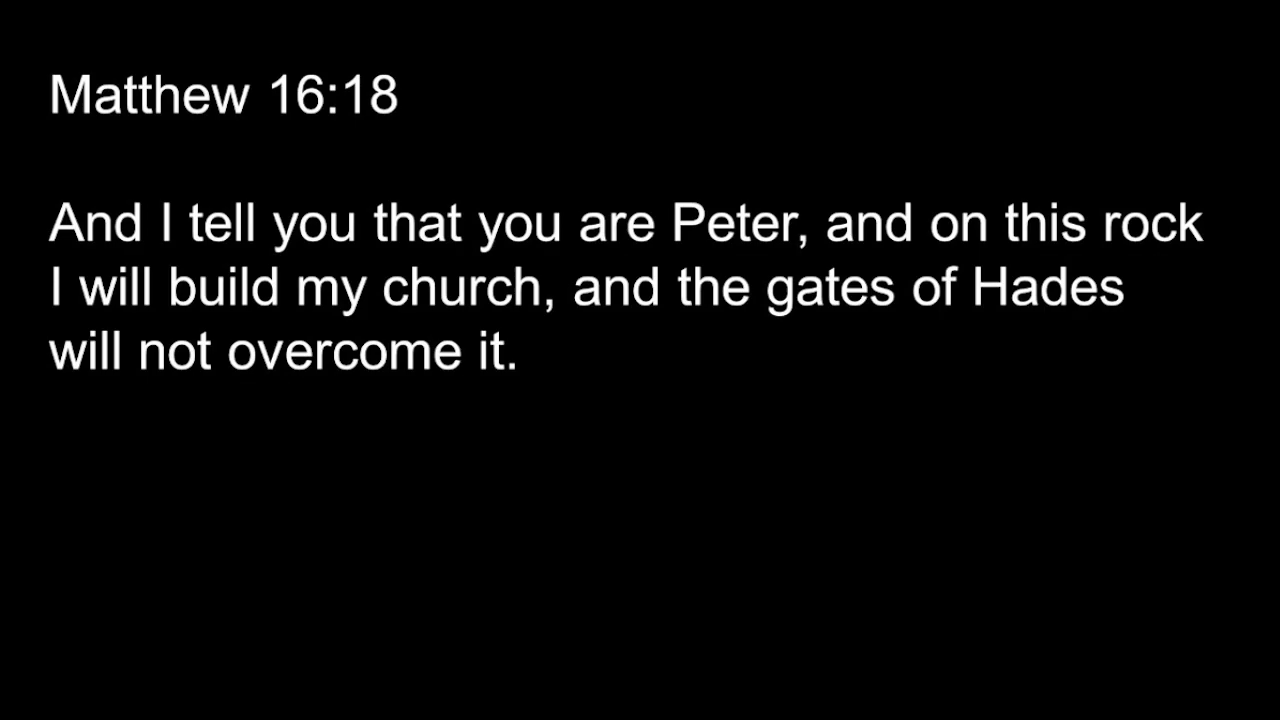 Matthew 16:18
And I tell you that you are Peter, and on this rock
I will build my church, and the gates of Hades
will not overcome it.